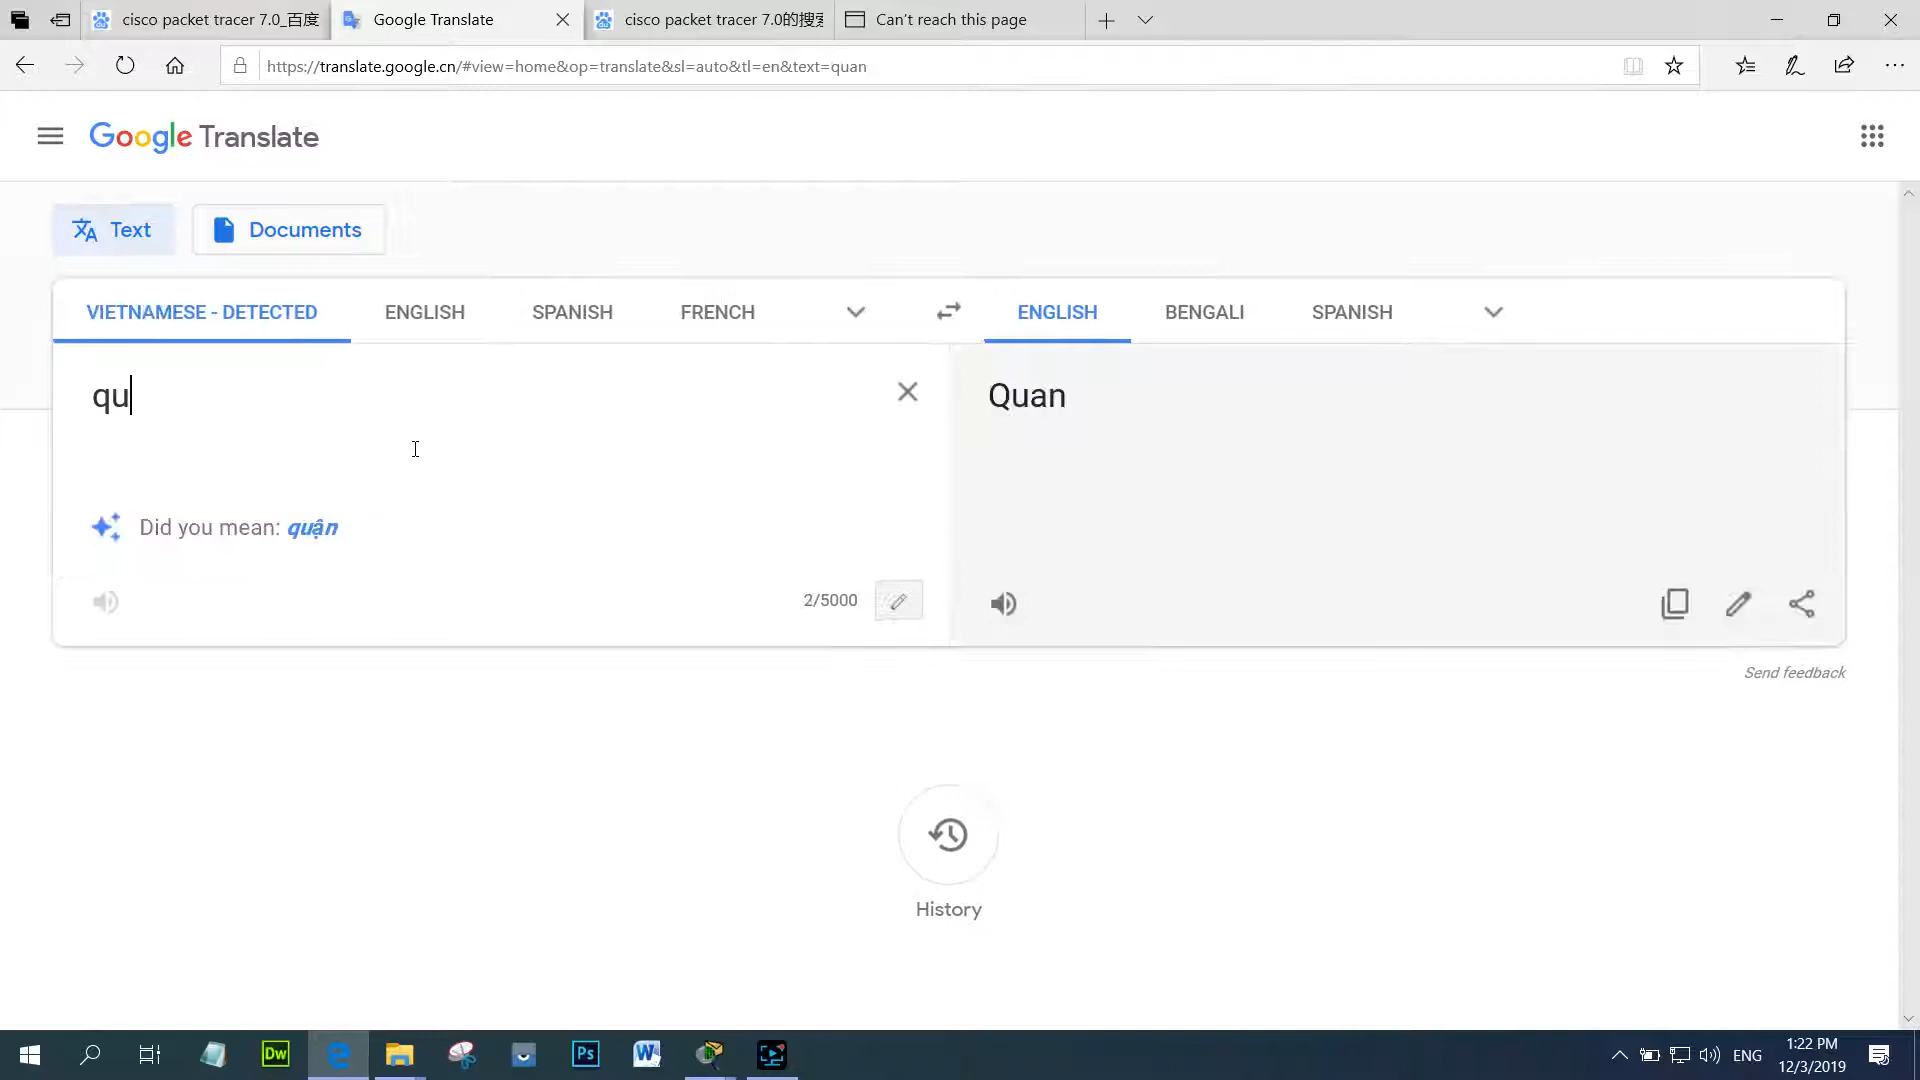 cisco packet tracer 7.0_百度
Google Translate
cisco packet tracer 7.0的搜索
Can't reach this page
https://translate.google.cn/#view=home&op=translate&sl=auto&tl=en&text=quan
Google Translate
Text
Documents
VIETNAMESE - DETECTED
ENGLISH
SPANISH
FRENCH
ENGLISH
BENGALI
SPANISH
qu
Quan
Did you mean: quận
2/5000
Send feedback
History
Dw
Ps
W
ENG
1:22 PM
12/3/2019